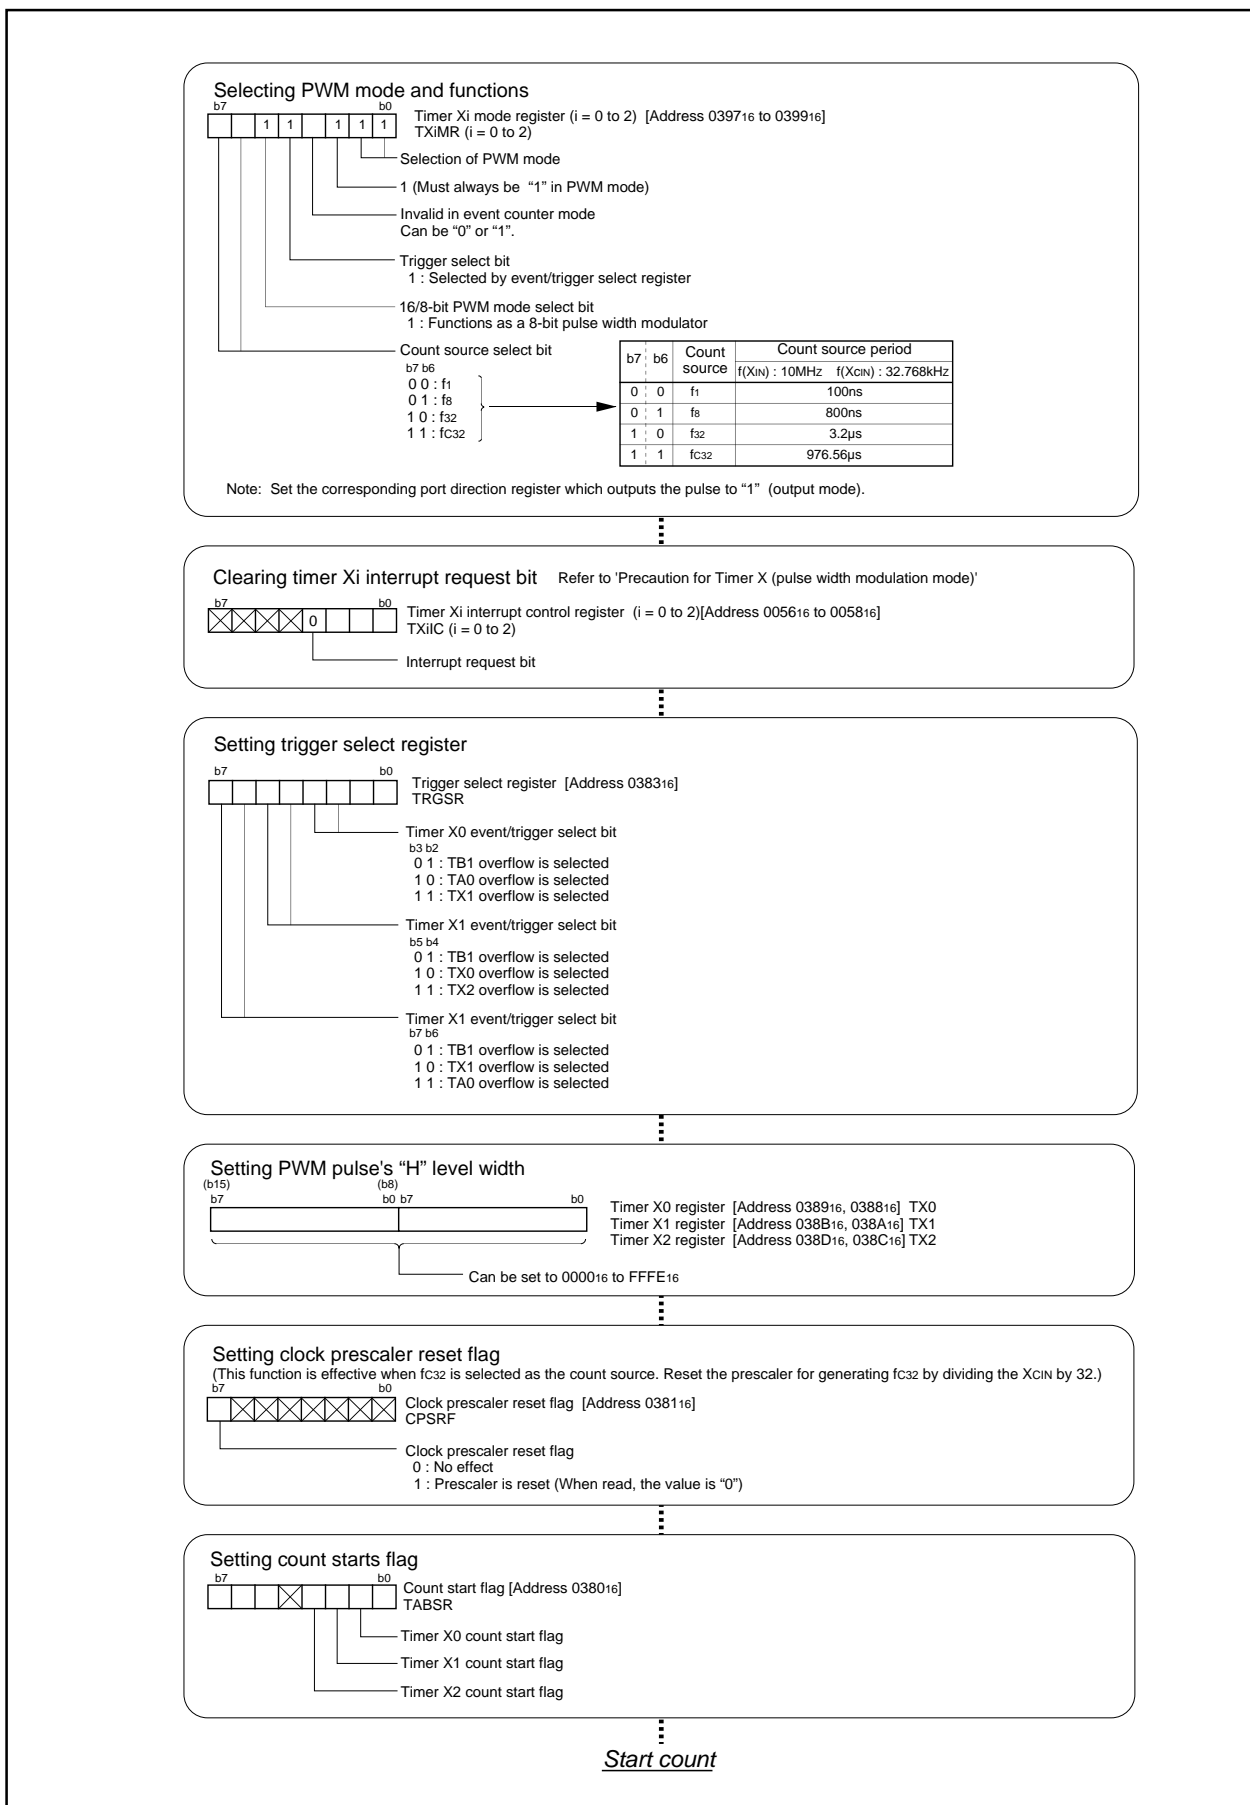 Selecting PWM mode and functions
b7 b0
1 1 1 1 1
Timer Xi mode register (i = 0 to 2) [Address 039716 to 039916]
TXiMR (i = 0 to 2)
Selection of PWM mode
1 (Must always be “1” in PWM mode)
Invalid in event counter mode
Can be “0” or “1”.
Trigger select bit
1 : Selected by event/trigger select register
16/8-bit PWM mode select bit
1 : Functions as a 8-bit pulse width modulator
Count source select bit
b7 b6
0 0 : f1
0 1 : f8
1 0 : f32
1 1 : fC32
b7 b6 Count source Count source period
f(XIN) : 10MHz f(XCIN) : 32.768kHz
0 0 f1 100ns
0 1 f8 800ns
1 0 f32 3.2µs
1 1 fC32 976.56µs
Note: Set the corresponding port direction register which outputs the pulse to “1” (output mode).
Clearing timer Xi interrupt request bit Refer to 'Precaution for Timer X (pulse width modulation mode)'
b7 b0
0
Timer Xi interrupt control register (i = 0 to 2)[Address 005616 to 005816]
TXiIC (i = 0 to 2)
Interrupt request bit
Setting trigger select register
b7 b0
Trigger select register [Address 038316]
TRGSR
Timer X0 event/trigger select bit
b3 b2
0 1 : TB1 overflow is selected
1 0 : TA0 overflow is selected
1 1 : TX1 overflow is selected
Timer X1 event/trigger select bit
b5 b4
0 1 : TB1 overflow is selected
1 0 : TX0 overflow is selected
1 1 : TX2 overflow is selected
Timer X1 event/trigger select bit
b7 b6
0 1 : TB1 overflow is selected
1 0 : TX1 overflow is selected
1 1 : TA0 overflow is selected
Setting PWM pulse's “H” level width
(b15) (b8)
b7 b0 b7 b0
Timer X0 register [Address 038916, 038816] TX0
Timer X1 register [Address 038B16, 038A16] TX1
Timer X2 register [Address 038D16, 038C16] TX2
Can be set to 000016 to FFFE16
Setting clock prescaler reset flag
(This function is effective when fC32 is selected as the count source. Reset the prescaler for generating fC32 by dividing the XCIN by 32.)
b7 b0
Clock prescaler reset flag [Address 038116]
CPSRF
Clock prescaler reset flag
0 : No effect
1 : Prescaler is reset (When read, the value is “0”)
Setting count starts flag
b7 b0
Count start flag [Address 038016]
TABSR
Timer X0 count start flag
Timer X1 count start flag
Timer X2 count start flag
Start count